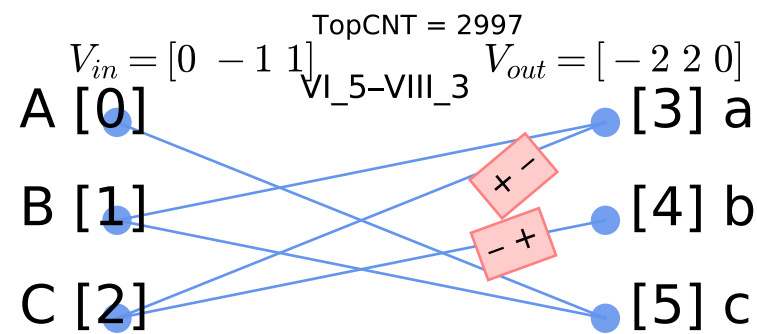 TopCNT = 2997
V_in = [0 −1 1]
V_out = [−2 2 0]
VI_5–VIII_3
A [0]
[3] a
+ −
B [1]
[4] b
− +
C [2]
[5] c